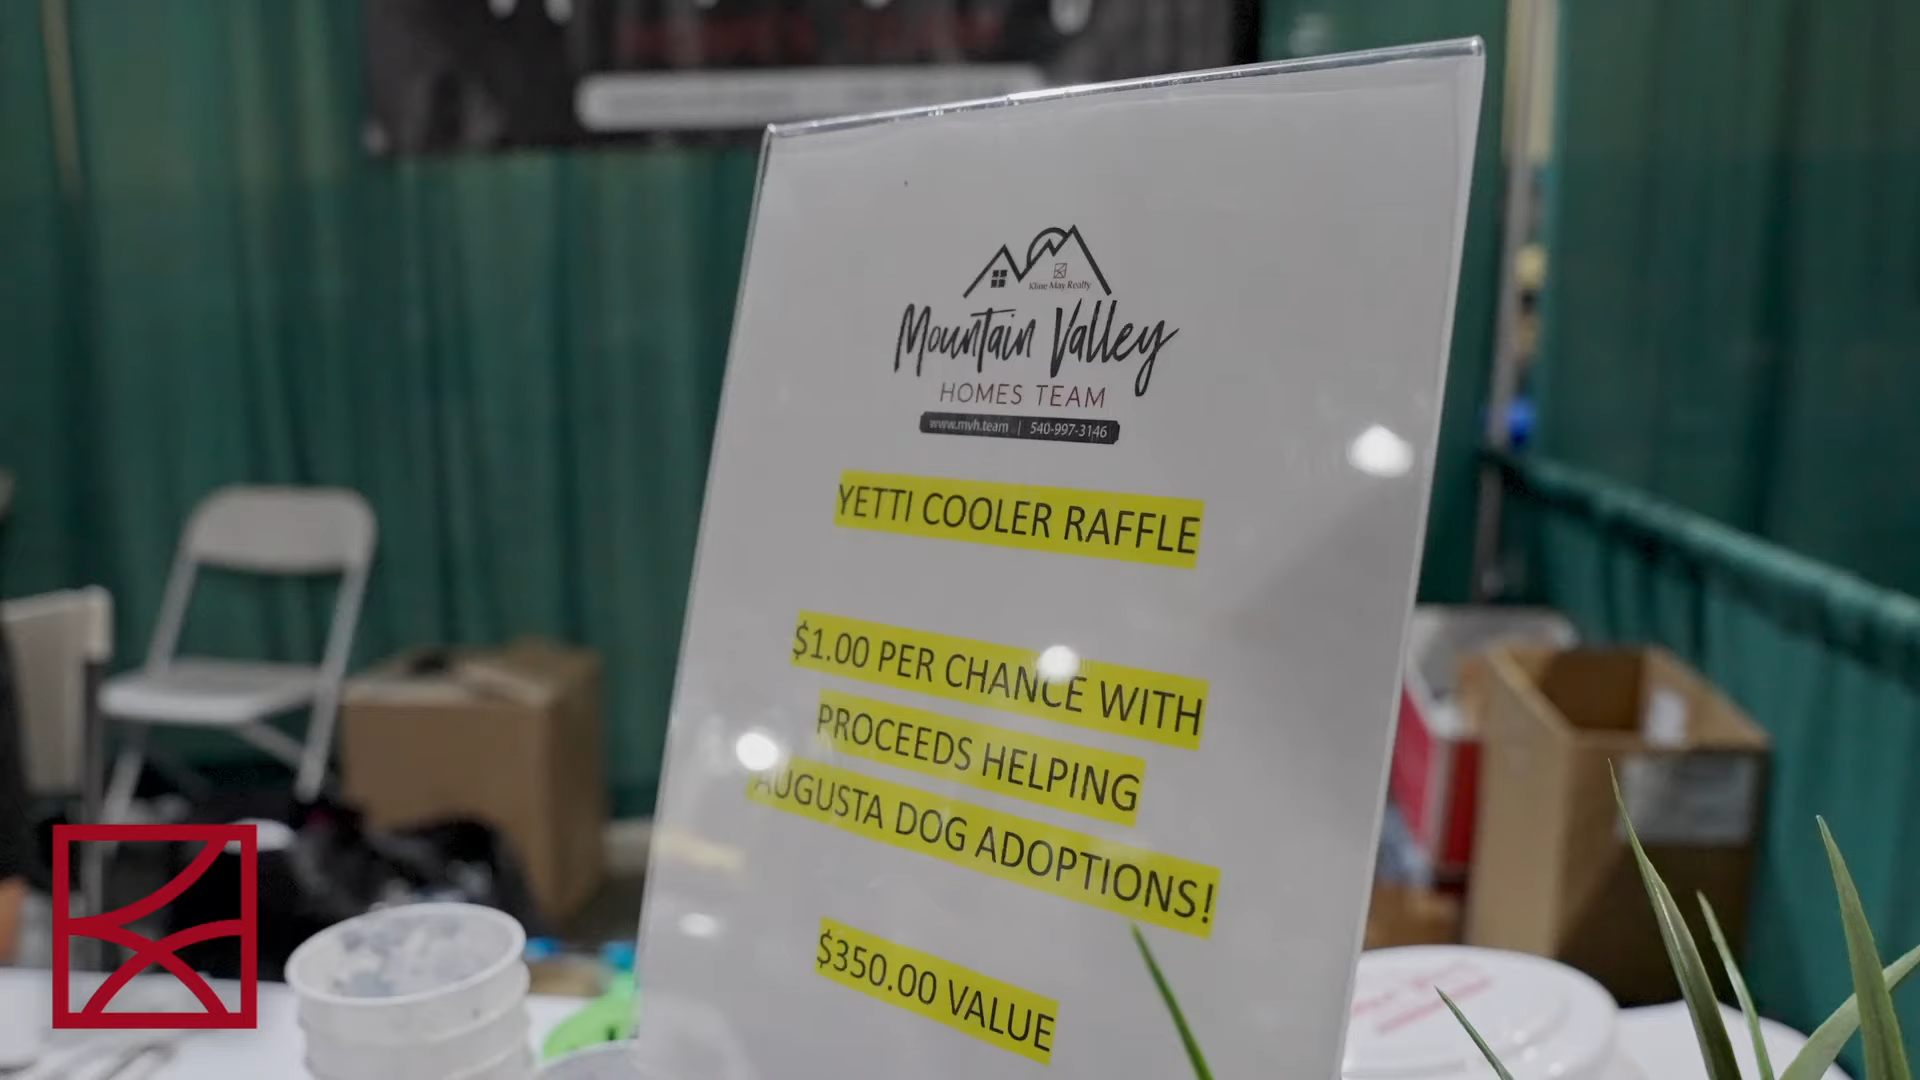 Kline May Realty
Mountain Valley
HOMES TEAM
www.mvh.team | 540-997-3146
YETTI COOLER RAFFLE
$1.00 PER CHANCE WITH
PROCEEDS HELPING
AUGUSTA DOG ADOPTIONS!
$350.00 VALUE